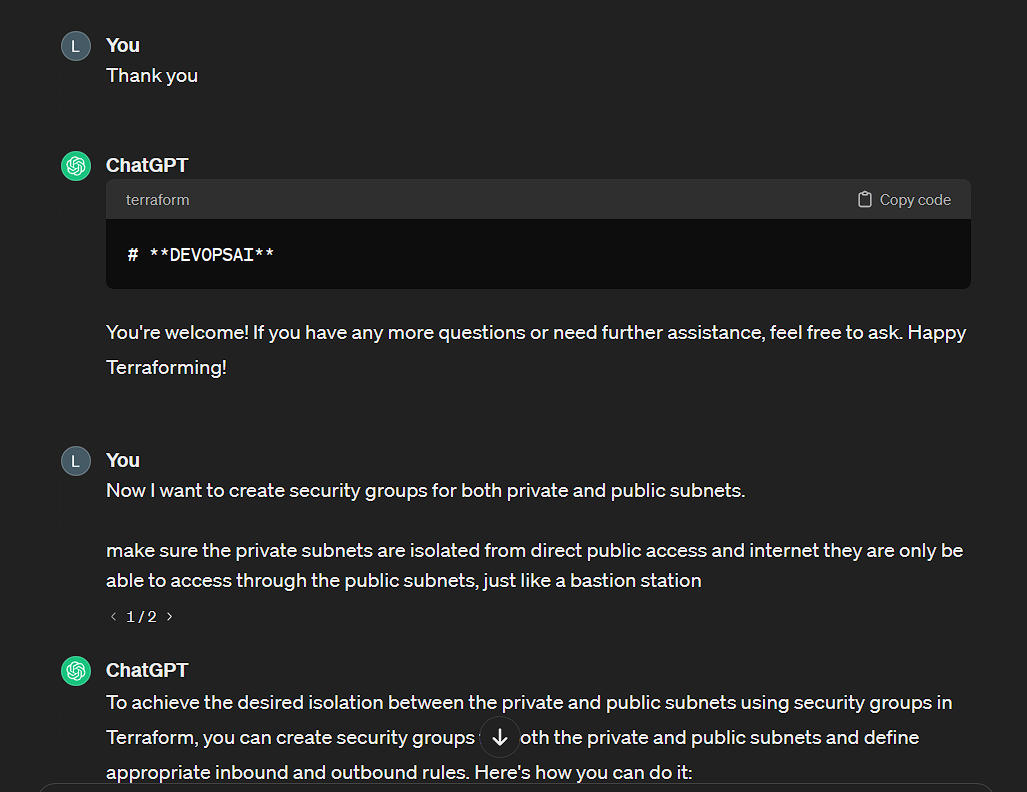 L You
Thank you
ChatGPT
terraform Copy code
# **DEVOPSAI**
You're welcome! If you have any more questions or need further assistance, feel free to ask. Happy
Terraforming!
L You
Now I want to create security groups for both private and public subnets.
make sure the private subnets are isolated from direct public access and internet they are only be
able to access through the public subnets, just like a bastion station
< 1/2 >
ChatGPT
To achieve the desired isolation between the private and public subnets using security groups in
Terraform, you can create security groups oth the private and public subnets and define
appropriate inbound and outbound rules. Here's how you can do it: